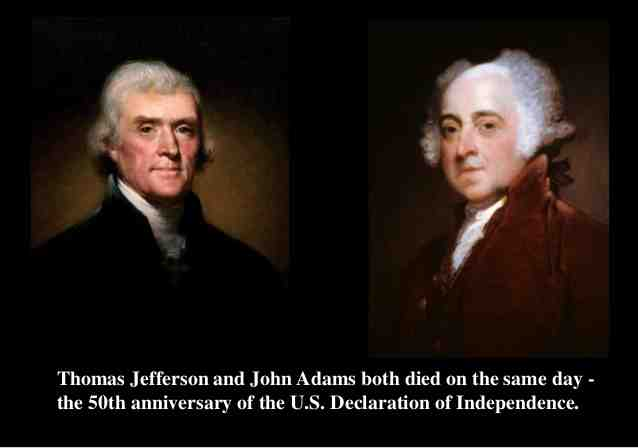 Thomas Jefferson and John Adams both died on the same day -
the 50th anniversary of the U.S. Declaration of Independence.